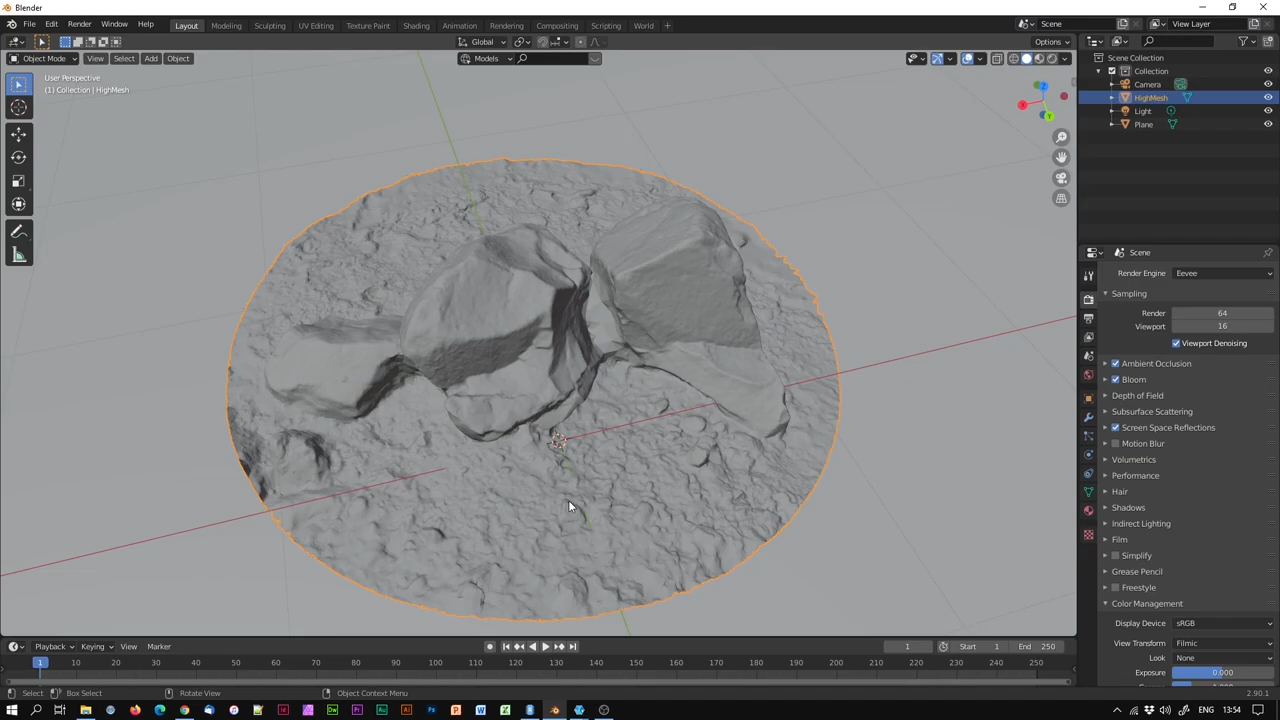 Blender
File Edit Render Window Help Layout Modeling Sculpting UV Editing Texture Paint Shading Animation Rendering Compositing Scripting World + Scene View Layer
Global Options
Object Mode View Select Add Object Models
User Perspective
(1) Collection | HighMesh
Z
X
Y
Scene Collection
Collection
Camera
HighMesh
Light
Plane
Scene
Render Engine Eevee
Sampling
Render 64
Viewport 16
Viewport Denoising
Ambient Occlusion
Bloom
Depth of Field
Subsurface Scattering
Screen Space Reflections
Motion Blur
Volumetrics
Performance
Hair
Shadows
Indirect Lighting
Film
Simplify
Grease Pencil
Freestyle
Color Management
Display Device sRGB
View Transform Filmic
Look None
Exposure 0.000
Playback Keying View Marker 1 Start 1 End 250
1 10 20 30 40 50 60 70 80 90 100 110 120 130 140 150 160 170 180 190 200 210 220 230 240 250
Select Box Select Rotate View Object Context Menu 2.90.1
ENG 13:54